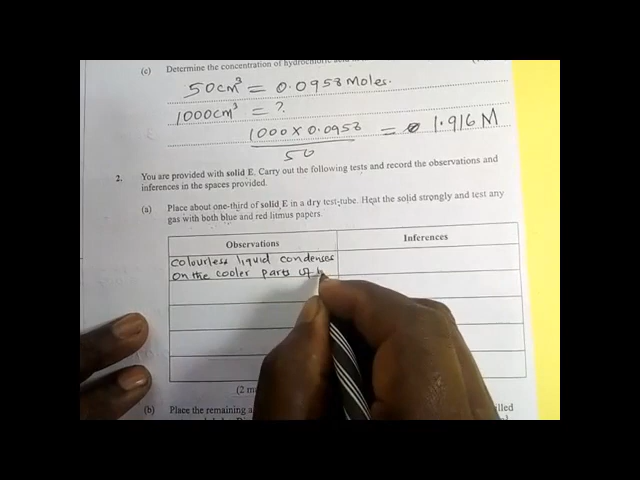 (c) Determine the concentration of hydrochloric acid
50cm³ = 0.0958 Moles.
1000cm³ = ?
1000 x 0.0958 = 1.916 M
50
2. You are provided with solid E. Carry out the following tests and record the observations and
inferences in the spaces provided.
(a) Place about one-third of solid E in a dry test-tube. Heat the solid strongly and test any
gas with both blue and red litmus papers.
Observations Inferences
colourless liquid condenses
on the cooler parts of
(2
(b) Place the remaining